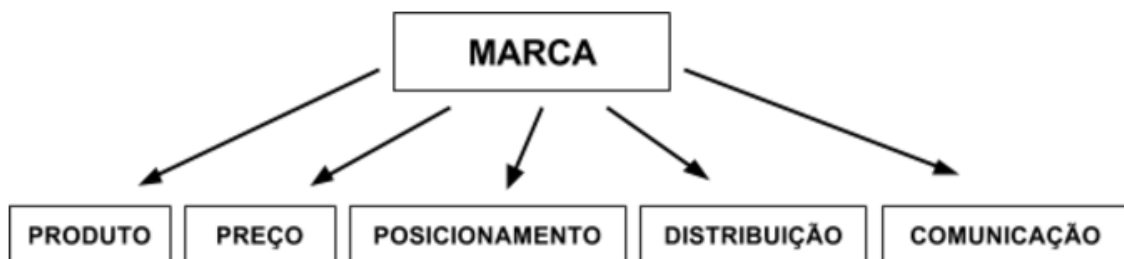 MARCA
PRODUTO
PREÇO
POSICIONAMENTO
DISTRIBUIÇÃO
COMUNICAÇÃO